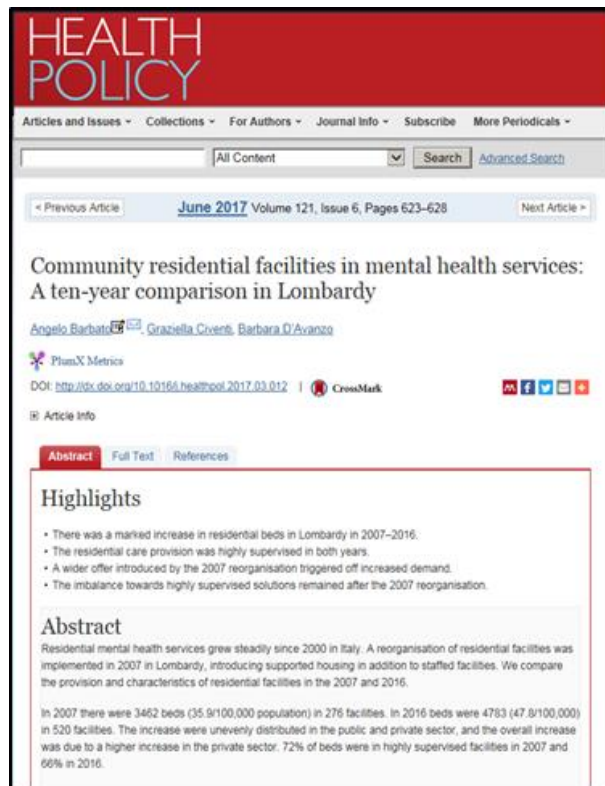 HEALTH
POLICY
Articles and Issues Collections For Authors Journal Info Subscribe More Periodicals
All Content Search Advanced Search
< Previous Article June 2017 Volume 121, Issue 6, Pages 623–628 Next Article >
Community residential facilities in mental health services:
A ten-year comparison in Lombardy
Angelo Barbato, Graziella Civenti, Barbara D'Avanzo
PlumX Metrics
DOI: http://dx.doi.org/10.1016/j.healthpol.2017.03.012 | CrossMark
Article Info
Abstract Full Text References
Highlights
• There was a marked increase in residential beds in Lombardy in 2007–2016.
• The residential care provision was highly supervised in both years.
• A wider offer introduced by the 2007 reorganisation triggered off increased demand.
• The imbalance towards highly supervised solutions remained after the 2007 reorganisation.
Abstract
Residential mental health services grew steadily since 2000 in Italy. A reorganisation of residential facilities was
implemented in 2007 in Lombardy, introducing supported housing in addition to staffed facilities. We compare
the provision and characteristics of residential facilities in the 2007 and 2016.
In 2007 there were 3462 beds (35.9/100,000 population) in 276 facilities. In 2016 beds were 4783 (47.8/100,000)
in 520 facilities. The increase were unevenly distributed in the public and private sector, and the overall increase
was due to a higher increase in the private sector. 72% of beds were in highly supervised facilities in 2007 and
66% in 2016.